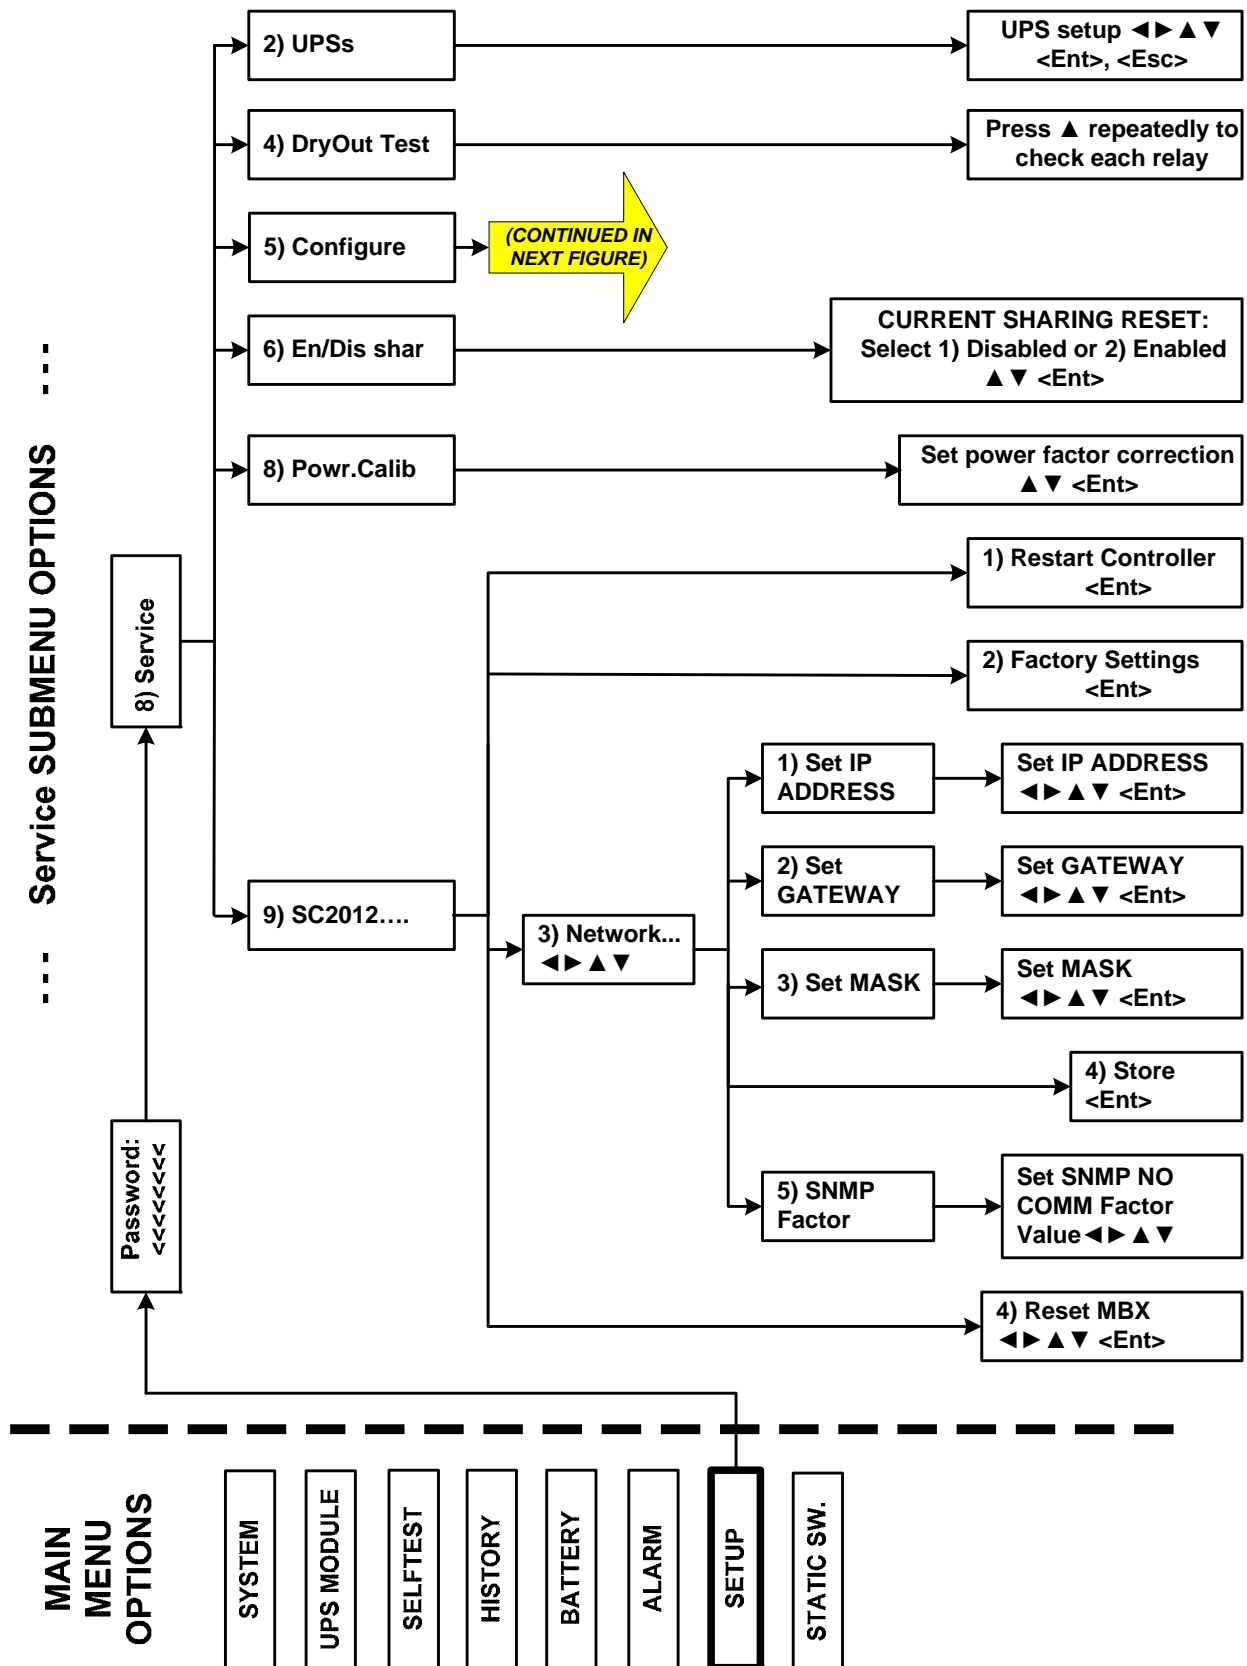 2) UPSs
UPS setup ◄►▲▼
<Ent>, <Esc>
4) DryOut Test
Press ▲ repeatedly to
check each relay
5) Configure
(CONTINUED IN
NEXT FIGURE)
6) En/Dis shar
CURRENT SHARING RESET:
Select 1) Disabled or 2) Enabled
▲▼ <Ent>
8) Powr.Calib
Set power factor correction
▲▼ <Ent>
--- Service SUBMENU OPTIONS ---
8) Service
1) Restart Controller
<Ent>
2) Factory Settings
<Ent>
9) SC2012....
3) Network...
◄►▲▼
1) Set IP
ADDRESS
Set IP ADDRESS
◄►▲▼ <Ent>
2) Set
GATEWAY
Set GATEWAY
◄►▲▼ <Ent>
3) Set MASK
Set MASK
◄►▲▼ <Ent>
4) Store
<Ent>
5) SNMP
Factor
Set SNMP NO
COMM Factor
Value◄►▲▼
4) Reset MBX
◄►▲▼ <Ent>
Password:
<<<<<<<<
MAIN
MENU
OPTIONS
SYSTEM
UPS MODULE
SELFTEST
HISTORY
BATTERY
ALARM
SETUP
STATIC SW.